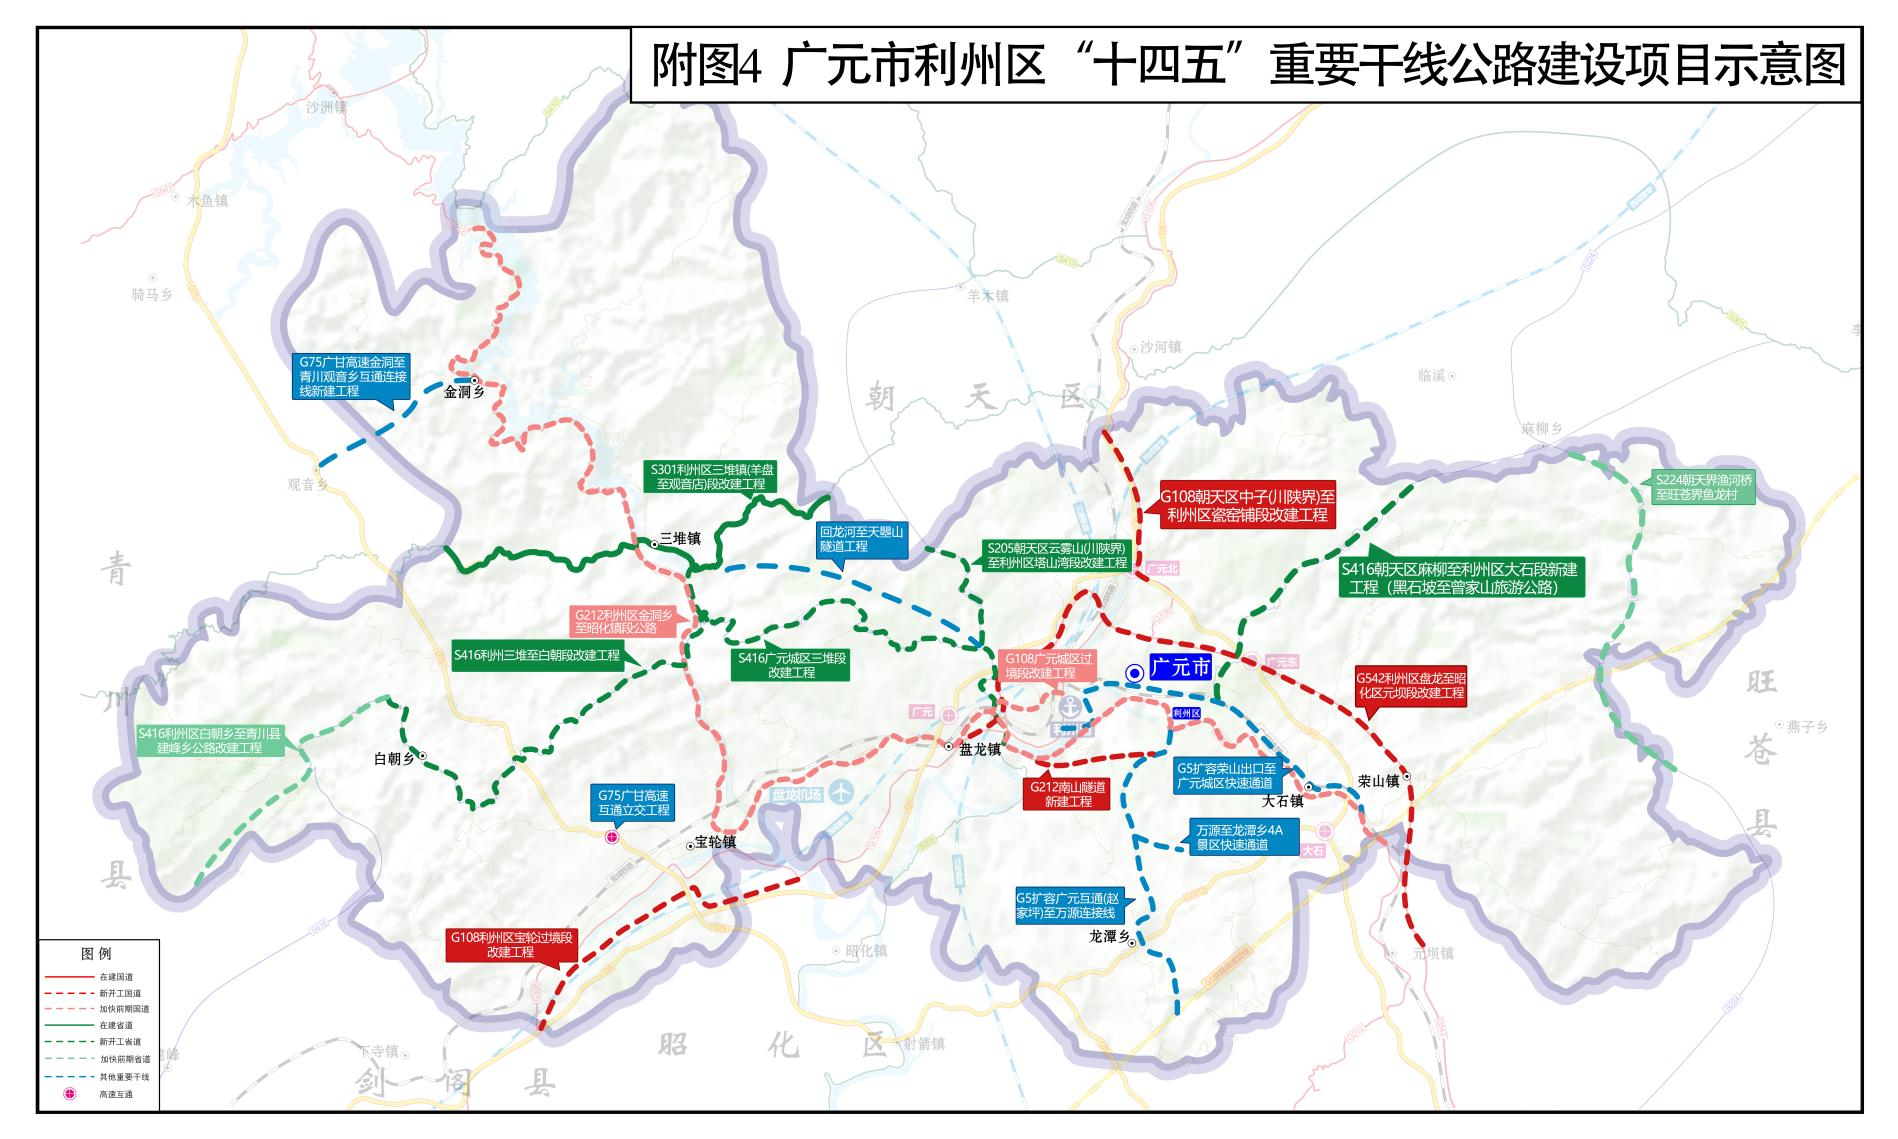 附图4 广元市利州区“十四五”重要干线公路建设项目示意图
沙洲镇
木鱼镇
骑马乡
羊木镇
沙河镇
临溪
麻柳乡
朝天区
G75广甘高速金洞至
青川观音乡互通连接
线新建工程
金洞乡
观音乡
S301利州区三堆镇(羊盘
至观音店)段改建工程
三堆镇
回龙河至天曌山
隧道工程
S205朝天区云雾山(川陕界)
至利州区塔山湾段改建工程
G108朝天区中子(川陕界)至
利州区瓷窑铺段改建工程
广元北
S224朝天界渔河桥
至旺苍界鱼龙村
S416朝天区麻柳至利州区大石段新建
工程（黑石坡至曾家山旅游公路）
青川县
G212利州区金洞乡
至昭化镇段公路
S416利州三堆至白朝段改建工程
S416广元城区三堆段
改建工程
G108广元城区过
境段改建工程
广元市
广元东
G542利州区盘龙至昭
化区元坝段改建工程
旺苍县
燕子乡
S416利州区白朝乡至青川县
建峰乡公路改建工程
白朝乡
广元
利州区
盘龙镇
G75广甘高速
互通立交工程
盘龙机场
G212南山隧道
新建工程
G5扩容荣山出口至
广元城区快速通道
大石镇
荣山镇
宝轮镇
万源至龙潭乡4A
景区快速通道
大石
G5扩容广元互通(赵
家坪)至万源连接线
龙潭乡
G108利州区宝轮过境段
改建工程
昭化镇
元坝镇
射箭镇
昭化区
下寺镇
剑阁县
图例
在建国道
新开工国道
加快前期国道
在建省道
新开工省道
加快前期省道
其他重要干线
高速互通